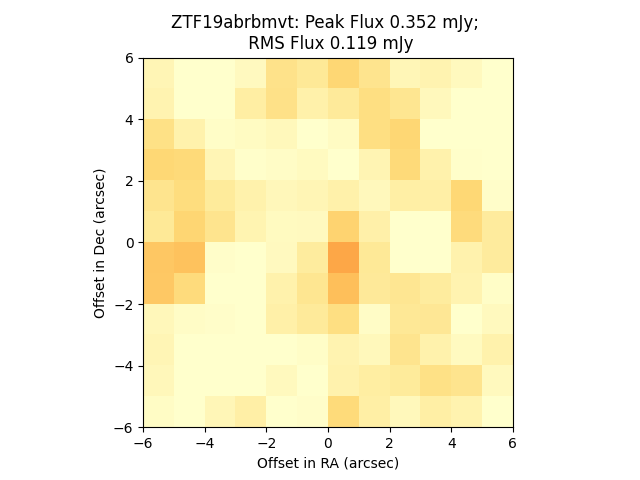 ZTF19abrbmvt: Peak Flux 0.352 mJy;
RMS Flux 0.119 mJy
6
4
2
0
−2
−4
−6
Offset in Dec (arcsec)
−6 −4 −2 0 2 4 6
Offset in RA (arcsec)